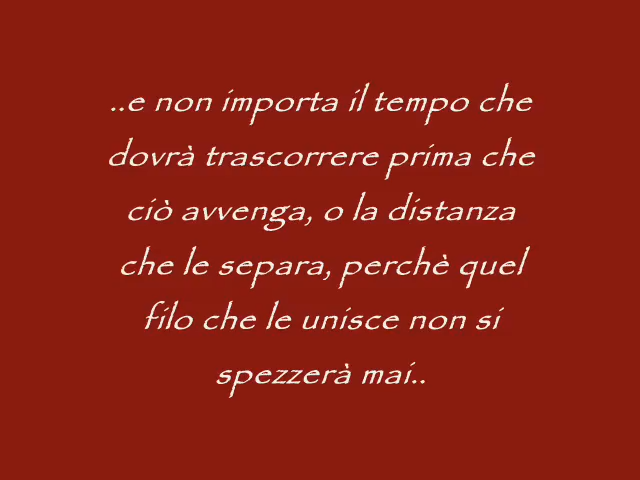 ..e non importa il tempo che
dovrà trascorrere prima che
ciò avvenga, o la distanza
che le separa, perchè quel
filo che le unisce non si
spezzerà mai..